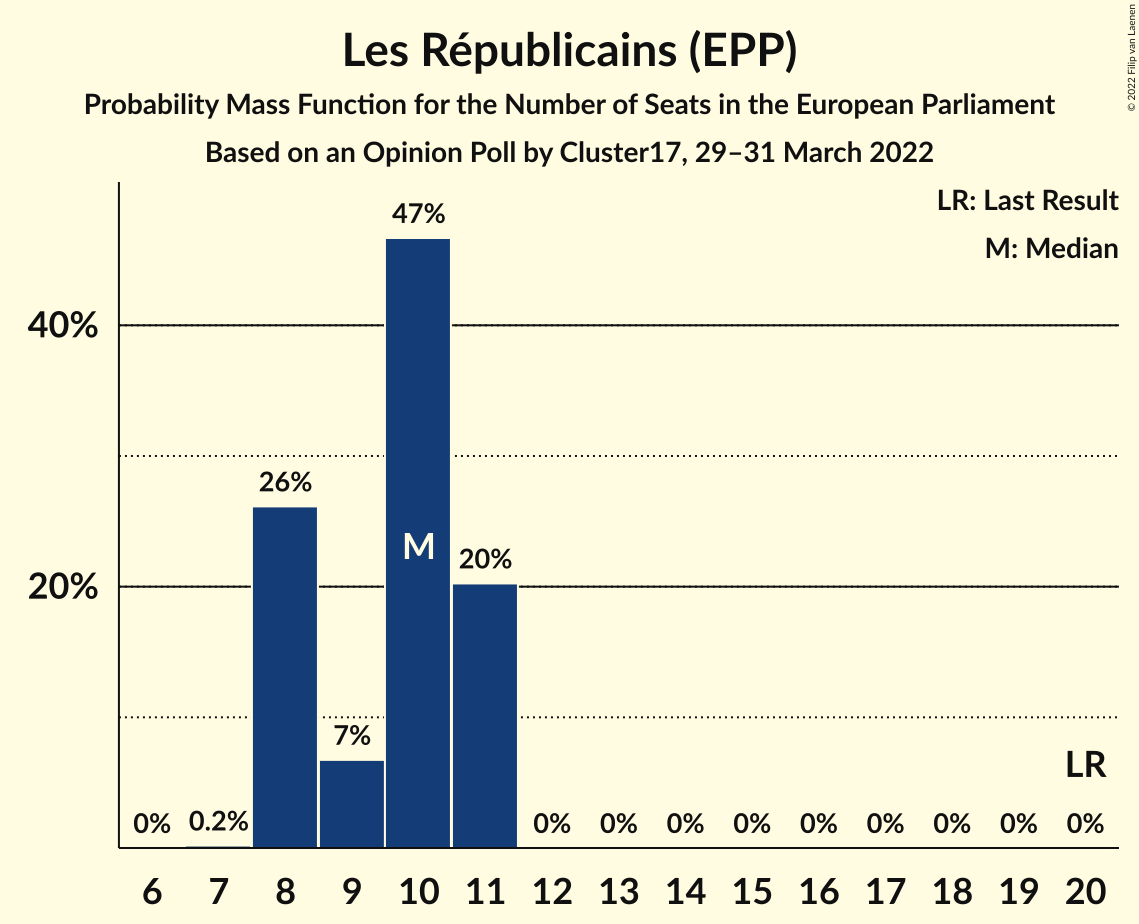 Les Républicains (EPP)
Probability Mass Function for the Number of Seats in the European Parliament
Based on an Opinion Poll by Cluster17, 29–31 March 2022
© 2022 Filip van Laenen
LR: Last Result
M: Median
40%
20%
0%
0.2%
26%
7%
47%
M
20%
0%
0%
0%
0%
0%
0%
0%
0%
0%
LR
6 7 8 9 10 11 12 13 14 15 16 17 18 19 20